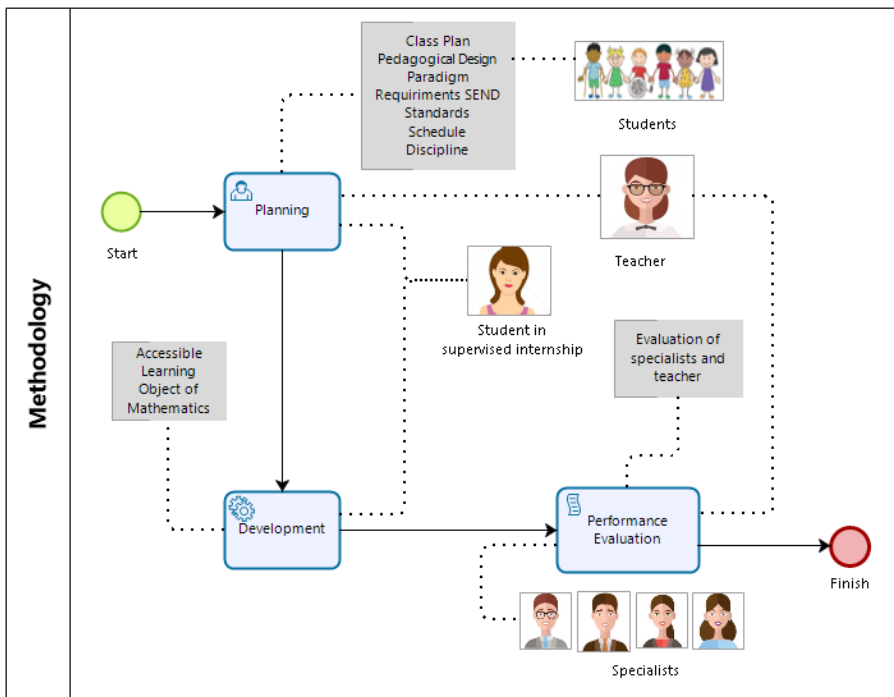 Methodology
Class Plan
Pedagogical Design
Paradigm
Requiriments SEND
Standards
Schedule
Discipline
Students
Planning
Start
Teacher
Student in
supervised internship
Accessible
Learning
Object of
Mathematics
Evaluation of
specialists and
teacher
Development
Performance
Evaluation
Finish
Specialists